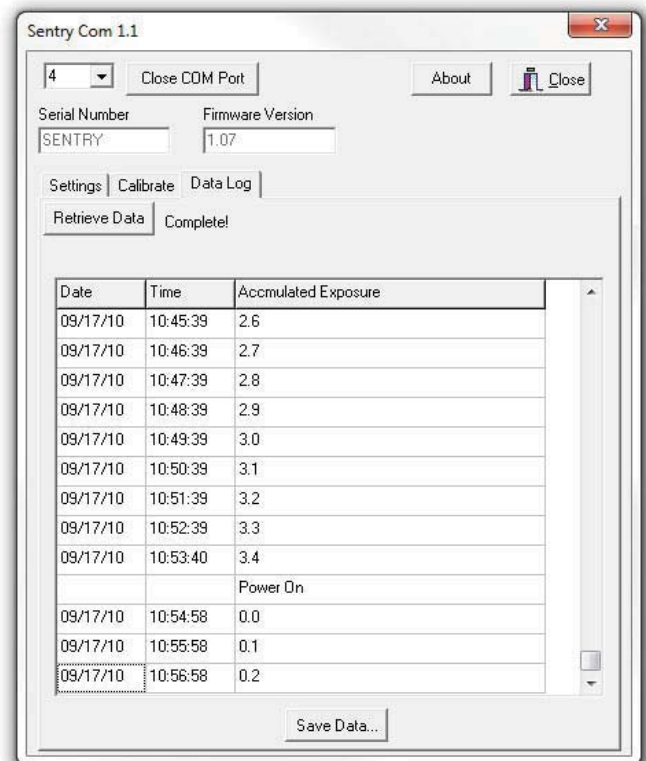 Sentry Com 1.1
4 Close COM Port About Close
Serial Number Firmware Version
SENTRY 1.07
Settings Calibrate Data Log
Retrieve Data Complete!
Date Time Accmulated Exposure
09/17/10 10:45:39 2.6
09/17/10 10:46:39 2.7
09/17/10 10:47:39 2.8
09/17/10 10:48:39 2.9
09/17/10 10:49:39 3.0
09/17/10 10:50:39 3.1
09/17/10 10:51:39 3.2
09/17/10 10:52:39 3.3
09/17/10 10:53:40 3.4
Power On
09/17/10 10:54:58 0.0
09/17/10 10:55:58 0.1
09/17/10 10:56:58 0.2
Save Data...